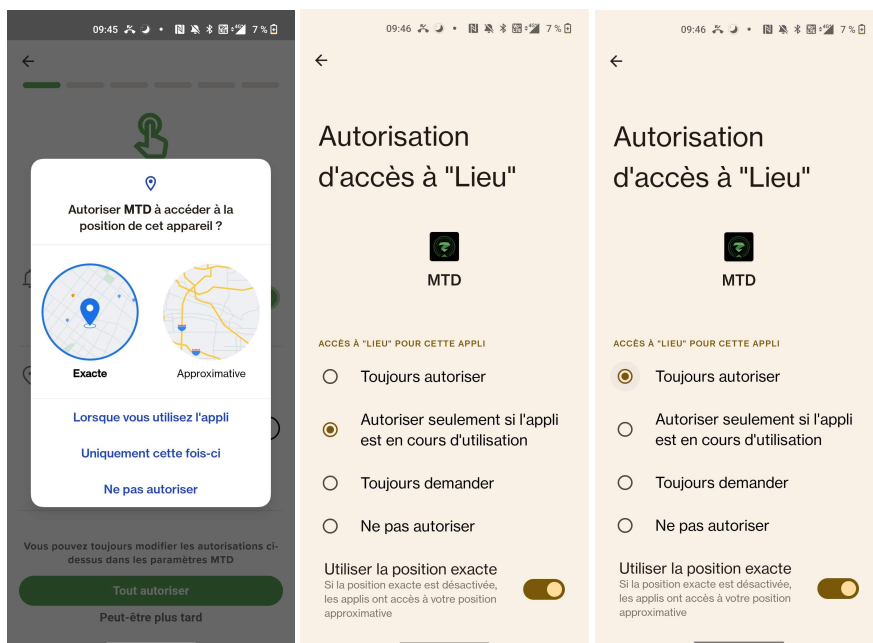 09:45
7 %
Autoriser MTD à accéder à la
position de cet appareil ?
Exacte
Approximative
Lorsque vous utilisez l'appli
Uniquement cette fois-ci
Ne pas autoriser
Vous pouvez toujours modifier les autorisations ci-
dessus dans les paramètres MTD
Tout autoriser
Peut-être plus tard
09:46
7 %
Autorisation
d'accès à "Lieu"
MTD
ACCÈS À "LIEU" POUR CETTE APPLI
Toujours autoriser
Autoriser seulement si l'appli
est en cours d'utilisation
Toujours demander
Ne pas autoriser
Utiliser la position exacte
Si la position exacte est désactivée,
les applis ont accès à votre position
approximative
09:46
7 %
Autorisation
d'accès à "Lieu"
MTD
ACCÈS À "LIEU" POUR CETTE APPLI
Toujours autoriser
Autoriser seulement si l'appli
est en cours d'utilisation
Toujours demander
Ne pas autoriser
Utiliser la position exacte
Si la position exacte est désactivée,
les applis ont accès à votre position
approximative